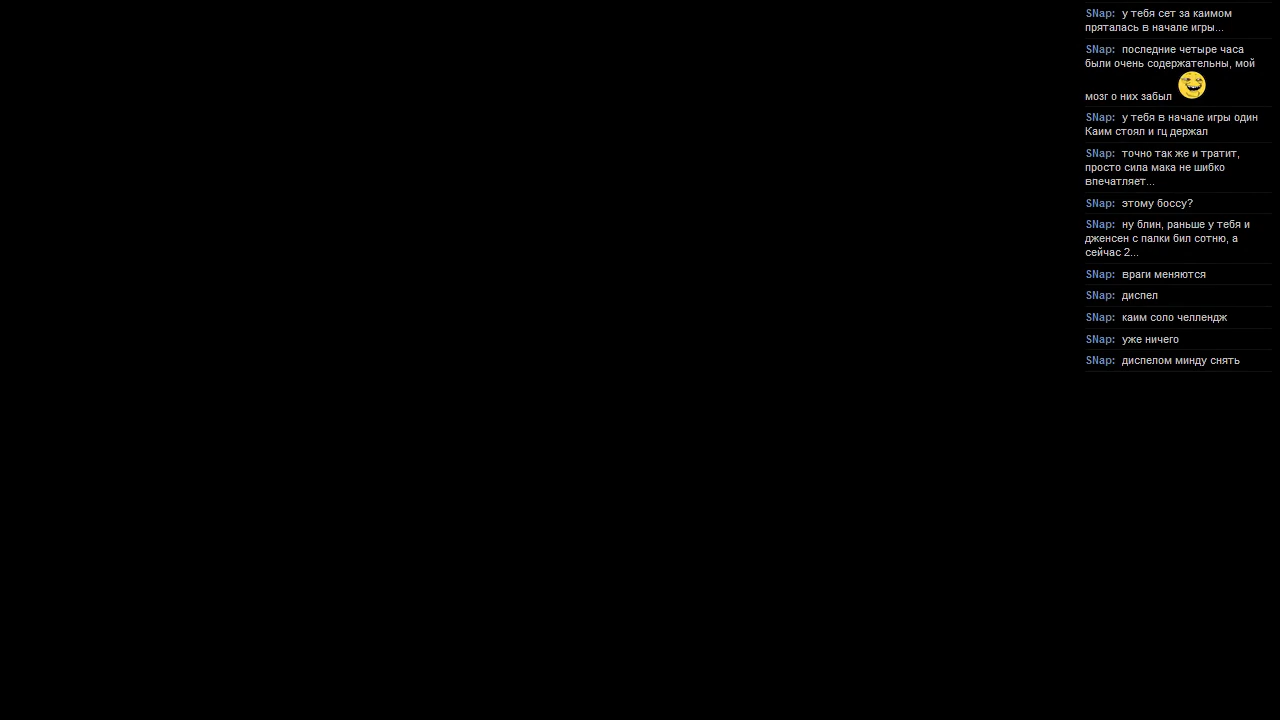 SNap: у тебя сет за каимом
пряталась в начале игры...
SNap: последние четыре часа
были очень содержательны, мой
мозг о них забыл
SNap: у тебя в начале игры один
Каим стоял и гц держал
SNap: точно так же и тратит,
просто сила мака не шибко
впечатляет...
SNap: этому боссу?
SNap: ну блин, раньше у тебя и
дженсен с палки бил сотню, а
сейчас 2...
SNap: враги меняются
SNap: диспел
SNap: каим соло челлендж
SNap: уже ничего
SNap: диспелом минду снять